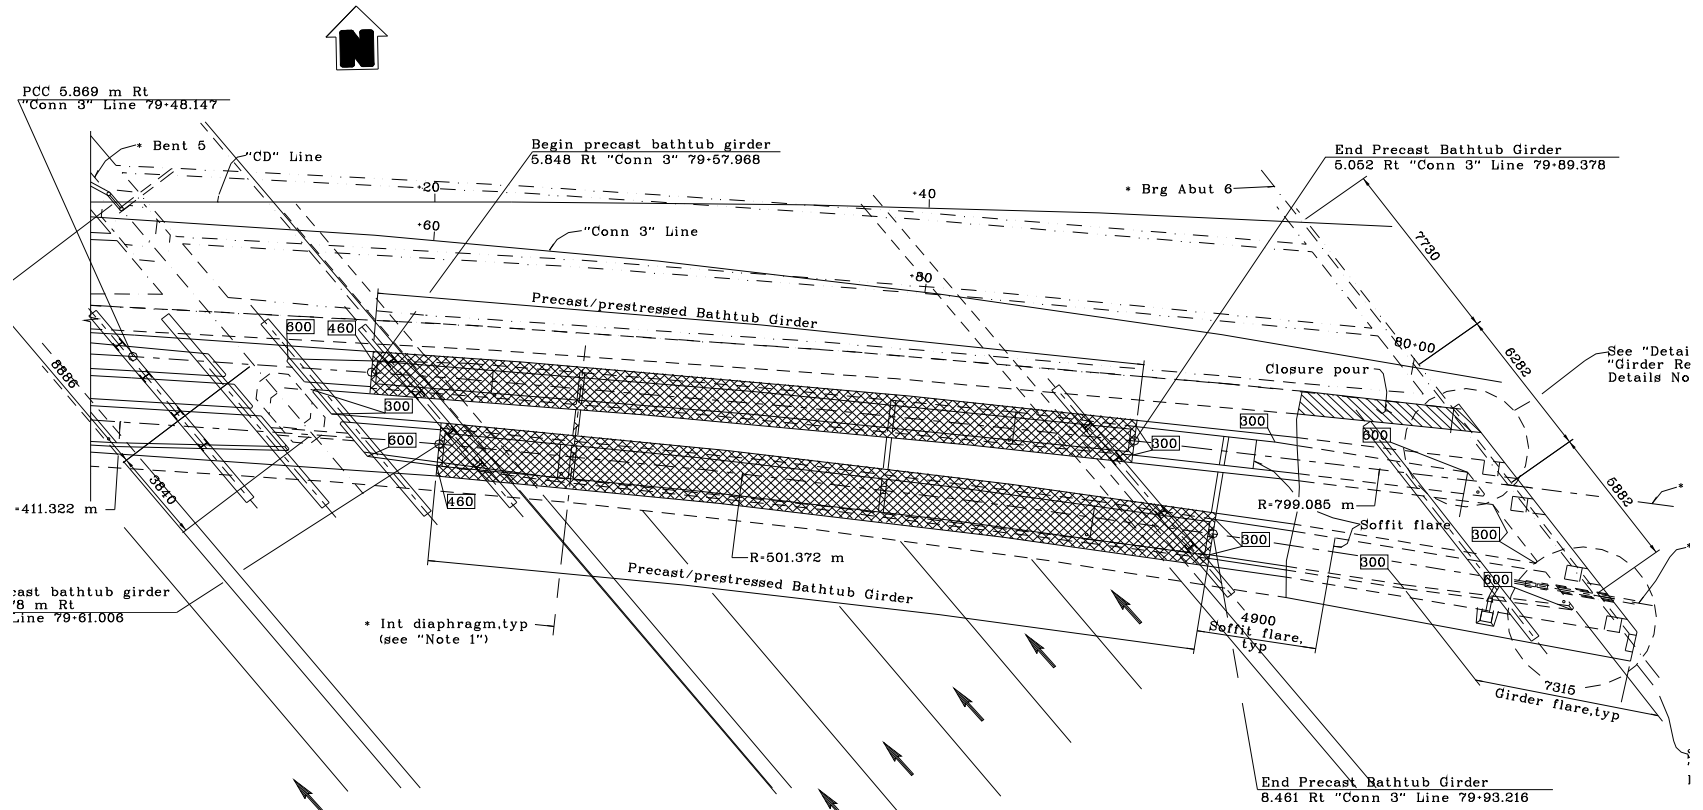 N
PCC 5.869 m Rt
"Conn 3" Line 79+48.147
* Bent 5
"CD" Line
Begin precast bathtub girder
5.848 Rt "Conn 3" 79+57.968
End Precast Bathtub Girder
5.052 Rt "Conn 3" Line 79+89.378
* Brg Abut 6
+20
+40
+60
"Conn 3" Line
+80
7730
Precast/prestressed Bathtub Girder
600
460
80+00
6282
See "Detai
"Girder Re
Details No
Closure pour
8886
300
600
300
300
600
3840
460
=411.322 m
R=799.085 m
5882
*
Soffit flare
300
300
300
R=501.372 m
Precast/prestressed Bathtub Girder
600
*
cast bathtub girder
'8 m Rt
Line 79+61.006
* Int diaphragm,typ
(see "Note 1")
4900
Soffit flare,
typ
7315
Girder flare,typ
End Precast Bathtub Girder
8.461 Rt "Conn 3" Line 79+93.216